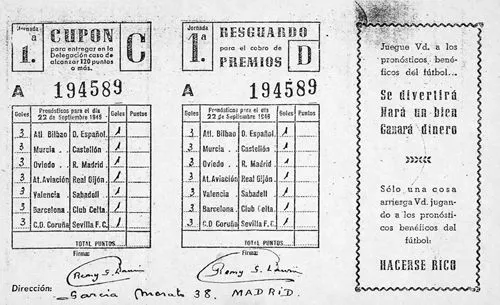 Jornada
1.ª
CUPON
para entregar en la
Delegación caso de
alcanzar 120 puntos
o más.
C
A 194589
Goles Pronósticos para el día Goles Puntos
22 de Septiembre 1946
3 Atl. Bilbao D. Español. 1
3 Murcia . . Castellón 1
3 Oviedo . . R. Madrid 1
3 At. Aviación Real Gijón. 1
3 Valencia Sabadell 1
3 Barcelona. Club Celta 1
3 C.D. Coruña Sevilla F. C. 1
TOTAL PUNTOS
Firma:
Jornada
1.ª
RESGUARDO
para el cobro de
PREMIOS
D
A 194589
Goles Pronósticos para el día Goles Puntos
22 de Septiembre 1946
3 Atl. Bilbao D. Español. 1
3 Murcia . . Castellón 1
3 Oviedo . . R. Madrid 1
3 At. Aviación Real Gijón. 1
3 Valencia Sabadell 1
3 Barcelona. Club Celta 1
3 C.D. Coruña Sevilla F. C. 1
TOTAL PUNTOS
Firma:
Dirección: García Morato 38. MADRID.
Juegue Vd. a los
pronósticos bené-
ficos del fútbol...
Se divertirá
Hará un bien
Ganará dinero
Sólo una cosa
arriesga Vd. jugan-
do a los pronósti-
cos benéficos del
fútbol:
HACERSE RICO